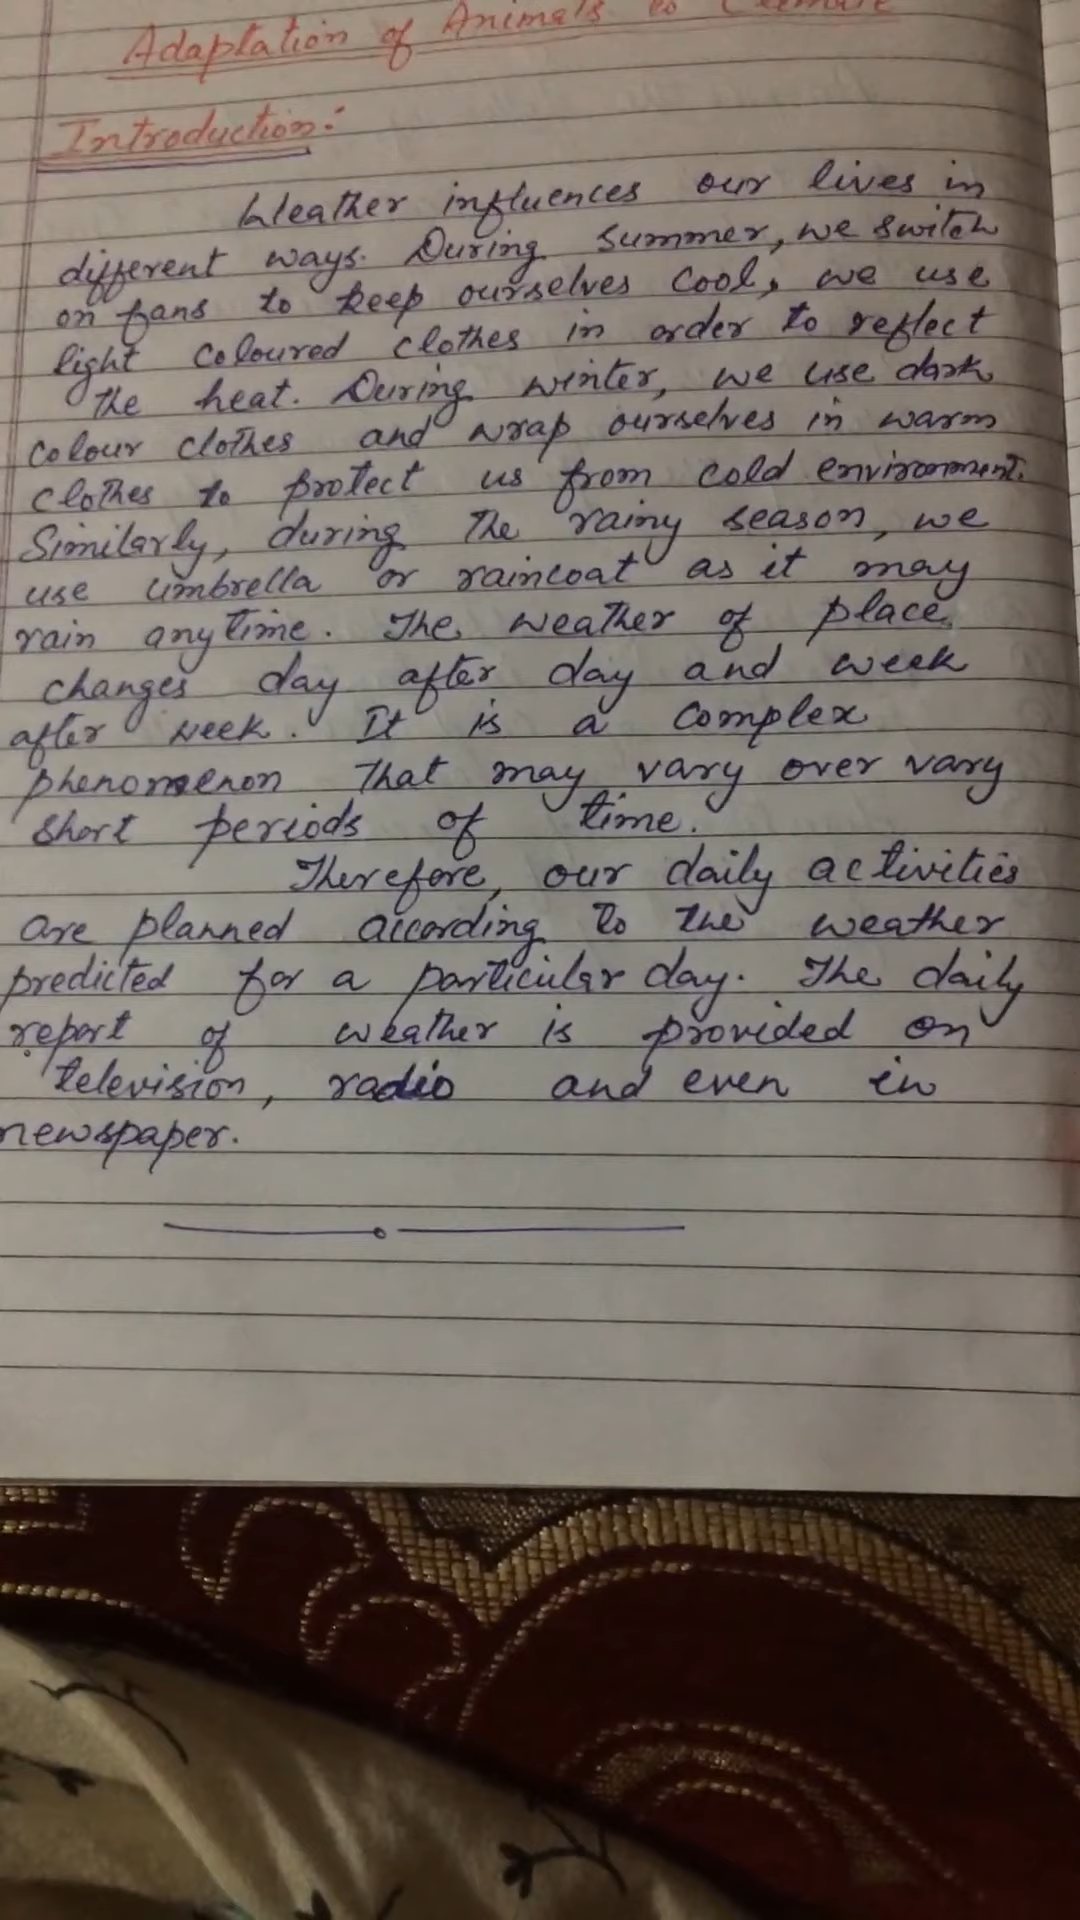 Adaptation of Animals to Climate
Introduction:
Weather influences our lives in
different ways. During summer, we switch
on fans to keep ourselves cool, we use
light coloured clothes in order to reflect
the heat. During winter, we use dark
colour clothes and wrap ourselves in warm
clothes to protect us from cold environment.
Similarly, during the rainy season, we
use umbrella or raincoat as it may
rain anytime. The weather of place
changes day after day and week
after week. It is a complex
phenomenon that may vary over vary
short periods of time.
Therefore, our daily activities
are planned according to the weather
predicted for a particular day. The daily
report of weather is provided on
television, radio and even in
newspaper.